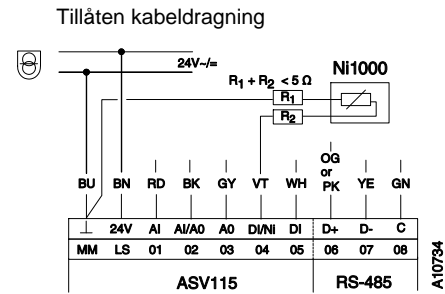 Tillåten kabeldragning
24V~/=
Ni1000
R1 + R2 < 5 Ω
R1
R2
BU BN RD BK GY VT WH OG or PK YE GN
⊥ 24V AI AI/A0 A0 DI/Ni DI D+ D- C
MM LS 01 02 03 04 05 06 07 08
ASV115 RS-485
A10734